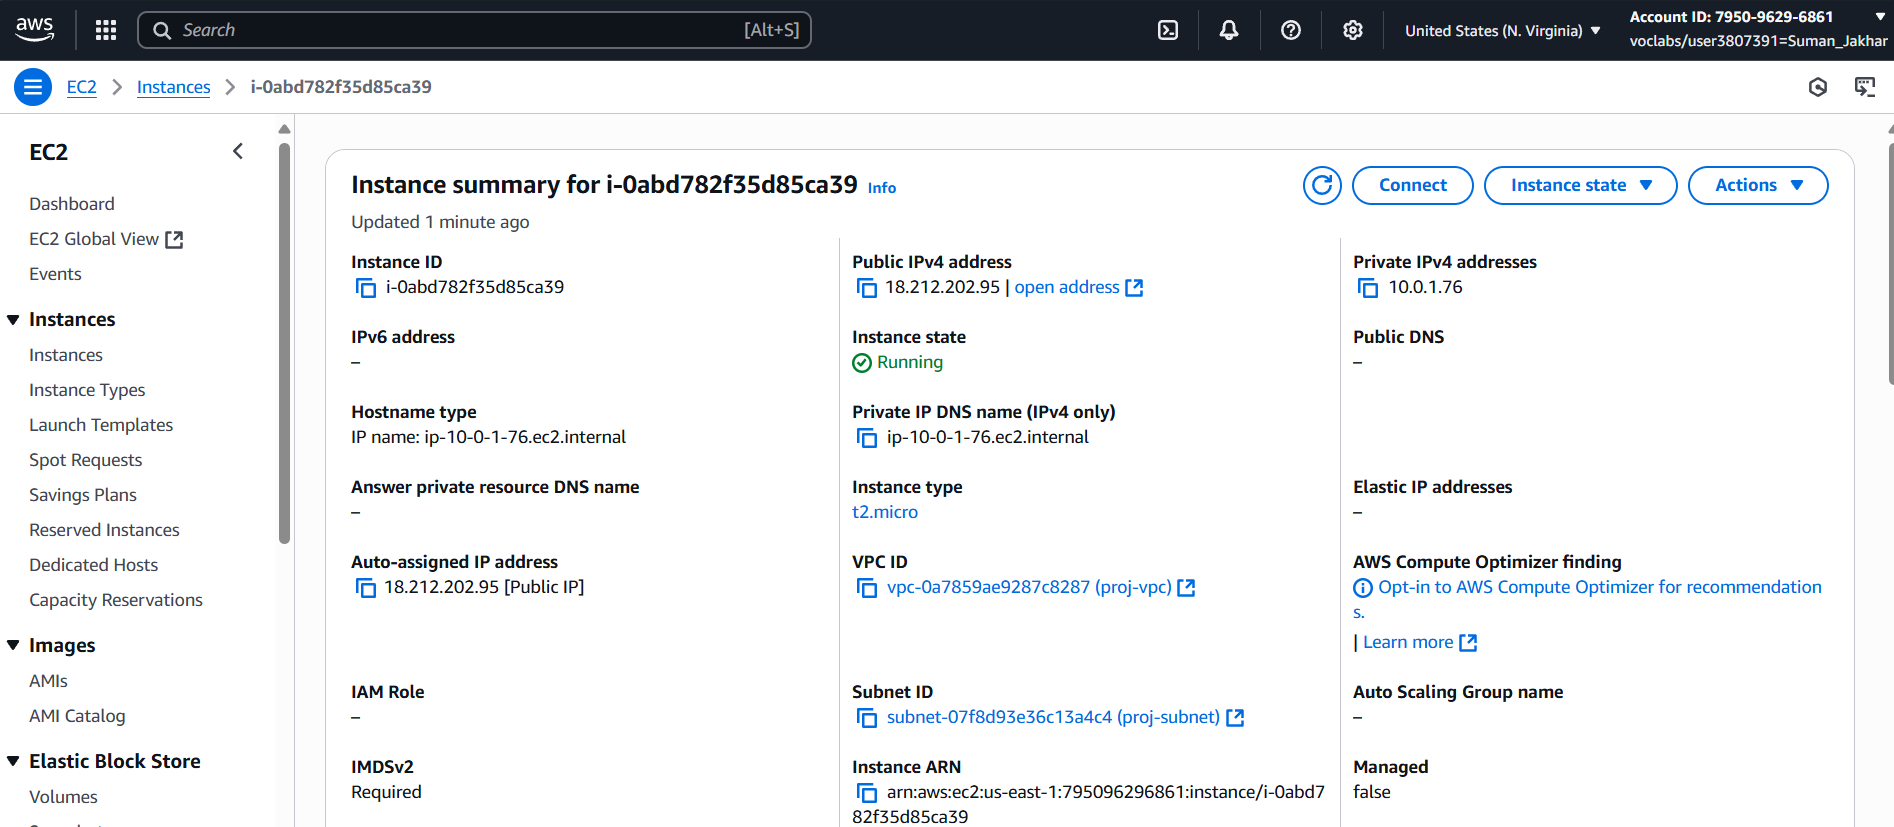 aws
Search [Alt+S]
United States (N. Virginia)
Account ID: 7950-9629-6861
voclabs/user3807391=Suman_Jakhar
EC2 > Instances > i-0abd782f35d85ca39
EC2
Dashboard
EC2 Global View
Events
Instances
Instances
Instance Types
Launch Templates
Spot Requests
Savings Plans
Reserved Instances
Dedicated Hosts
Capacity Reservations
Images
AMIs
AMI Catalog
Elastic Block Store
Volumes
Instance summary for i-0abd782f35d85ca39 Info
Updated 1 minute ago
Connect
Instance state
Actions
Instance ID
i-0abd782f35d85ca39
Public IPv4 address
18.212.202.95 | open address
Private IPv4 addresses
10.0.1.76
IPv6 address
–
Instance state
Running
Public DNS
–
Hostname type
IP name: ip-10-0-1-76.ec2.internal
Private IP DNS name (IPv4 only)
ip-10-0-1-76.ec2.internal
Answer private resource DNS name
–
Instance type
t2.micro
Elastic IP addresses
–
Auto-assigned IP address
18.212.202.95 [Public IP]
VPC ID
vpc-0a7859ae9287c8287 (proj-vpc)
AWS Compute Optimizer finding
Opt-in to AWS Compute Optimizer for recommendation
s.
| Learn more
IAM Role
–
Subnet ID
subnet-07f8d93e36c13a4c4 (proj-subnet)
Auto Scaling Group name
–
IMDSv2
Required
Instance ARN
arn:aws:ec2:us-east-1:795096296861:instance/i-0abd7
82f35d85ca39
Managed
false